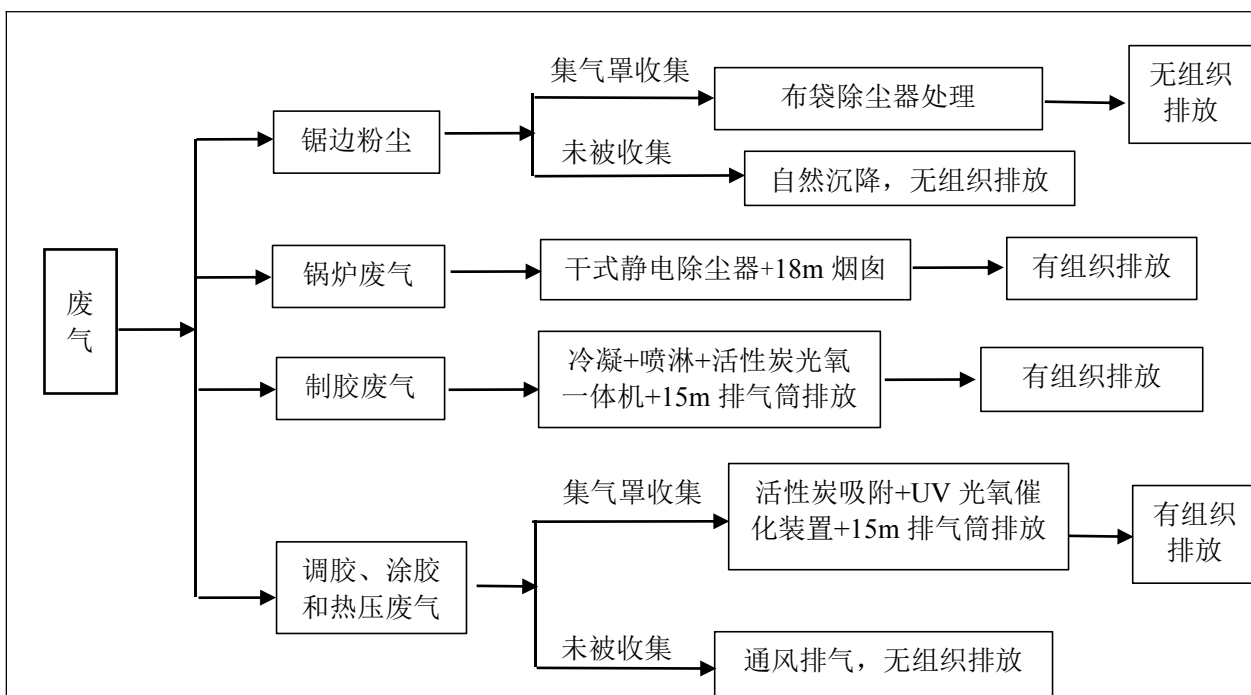 废
气
锯边粉尘
集气罩收集
布袋除尘器处理
无组织
排放
未被收集
自然沉降，无组织排放
锅炉废气
干式静电除尘器+18m 烟囱
有组织排放
制胶废气
冷凝+喷淋+活性炭光氧
一体机+15m 排气筒排放
有组织排放
调胶、涂胶
和热压废气
集气罩收集
活性炭吸附+UV 光氧催
化装置+15m 排气筒排放
有组织
排放
未被收集
通风排气，无组织排放